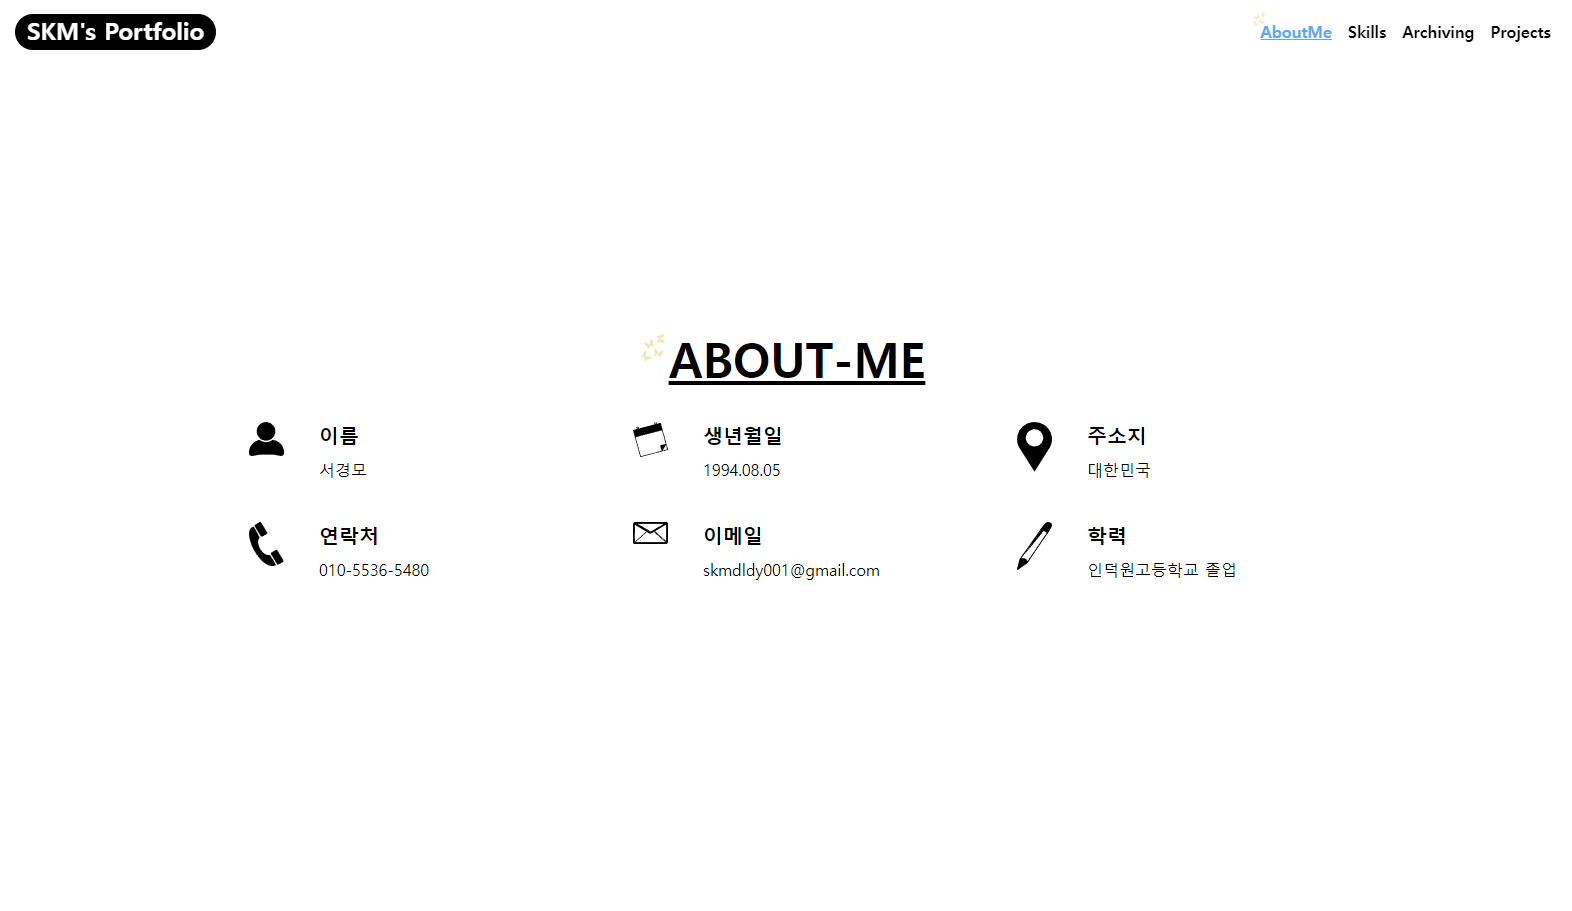 SKM's Portfolio
AboutMe Skills Archiving Projects
ABOUT-ME
이름
서경모
생년월일
1994.08.05
주소지
대한민국
연락처
010-5536-5480
이메일
skmdldy001@gmail.com
학력
인덕원고등학교 졸업